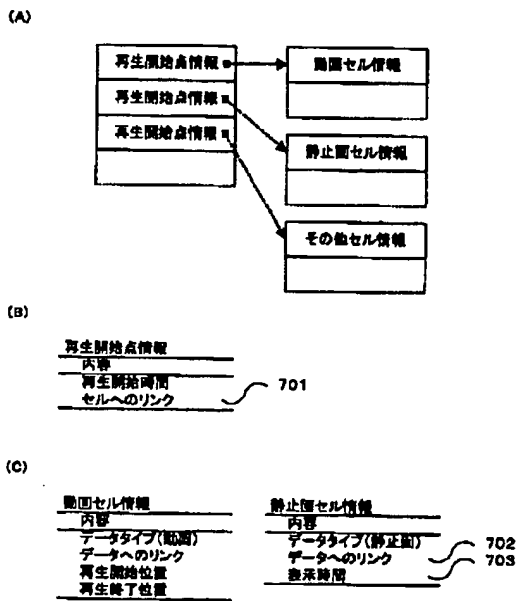 (A)
再生開始点情報
動画セル情報
再生開始点情報
再生開始点情報
静止画セル情報
その他セル情報
(B)
再生開始点情報
内容
再生開始時間
セルへのリンク
701
(C)
動画セル情報
内容
データタイプ(動画)
データへのリンク
再生開始位置
再生終了位置
静止画セル情報
内容
データタイプ(静止画)
データへのリンク
表示時間
702
703